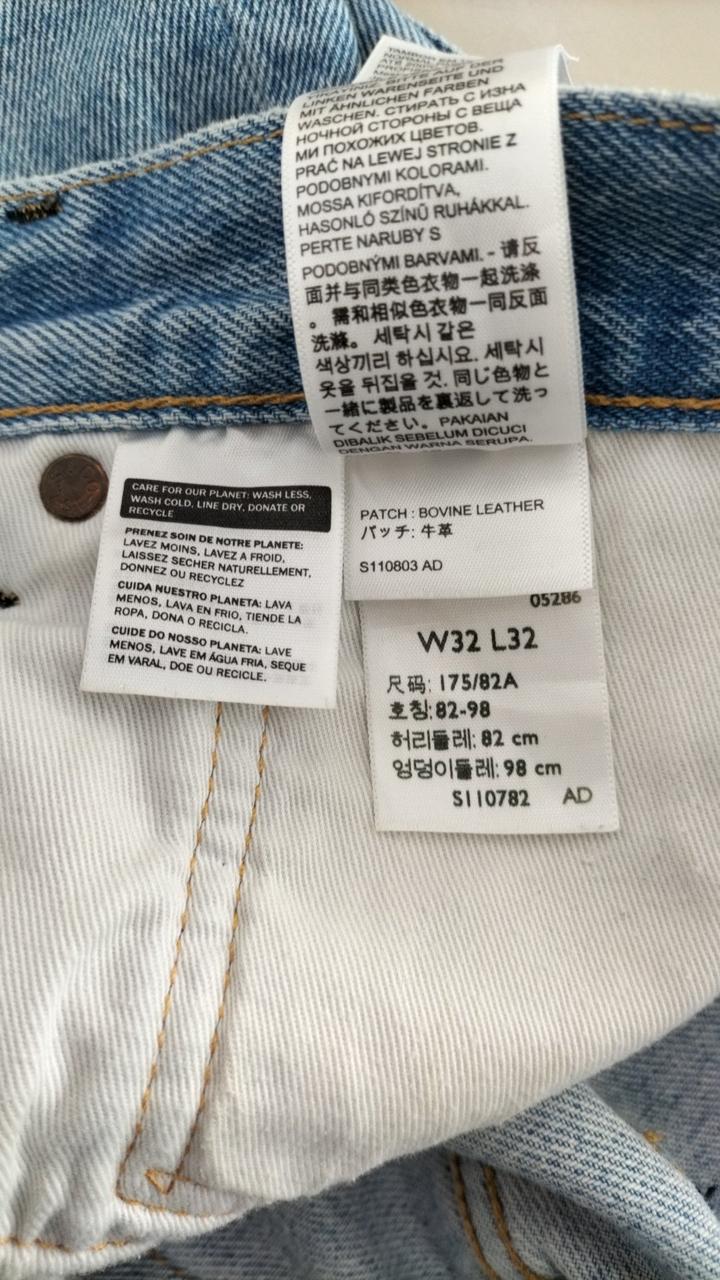 TAMBOR EN
LINKEN WARENSEITE UND
MIT ÄHNLICHEN FARBEN
WASCHEN. СТИРАТЬ С ИЗНА
НОЧНОЙ СТОРОНЫ С ВЕЩА
МИ ПОХОЖИХ ЦВЕТОВ.
PRAĆ NA LEWEJ STRONIE Z
PODOBNYMI KOLORAMI.
MOSSA KIFORDÍTVA,
HASONLÓ SZÍNŰ RUHÁKKAL.
PERTE NARUBY S
PODOBNÝMI BARVAMI. - 请反
面并与同类色衣物一起洗涤
。 需和相似色衣物一同反面
洗滌。 세탁시 같은
색상끼리 하십시요. 세탁시
옷을 뒤집을 것. 同じ色物と
一緒に製品を裏返して洗っ
てください。PAKAIAN
DIBALIK SEBELUM DICUCI
DENGAN WARNA SERUPA.
CARE FOR OUR PLANET: WASH LESS,
WASH COLD, LINE DRY, DONATE OR
RECYCLE
PRENEZ SOIN DE NOTRE PLANETE:
LAVEZ MOINS, LAVEZ A FROID,
LAISSEZ SECHER NATURELLEMENT,
DONNEZ OU RECYCLEZ
CUIDA NUESTRO PLANETA: LAVA
MENOS, LAVA EN FRIO, TIENDE LA
ROPA, DONA O RECICLA.
CUIDE DO NOSSO PLANETA: LAVE
MENOS, LAVE EM ÁGUA FRIA, SEQUE
EM VARAL, DOE OU RECICLE.
PATCH : BOVINE LEATHER
パッチ: 牛革
S110803 AD
05286
W32 L32
尺码: 175/82A
호칭:82-98
허리둘레: 82 cm
엉덩이둘레: 98 cm
S110782 AD